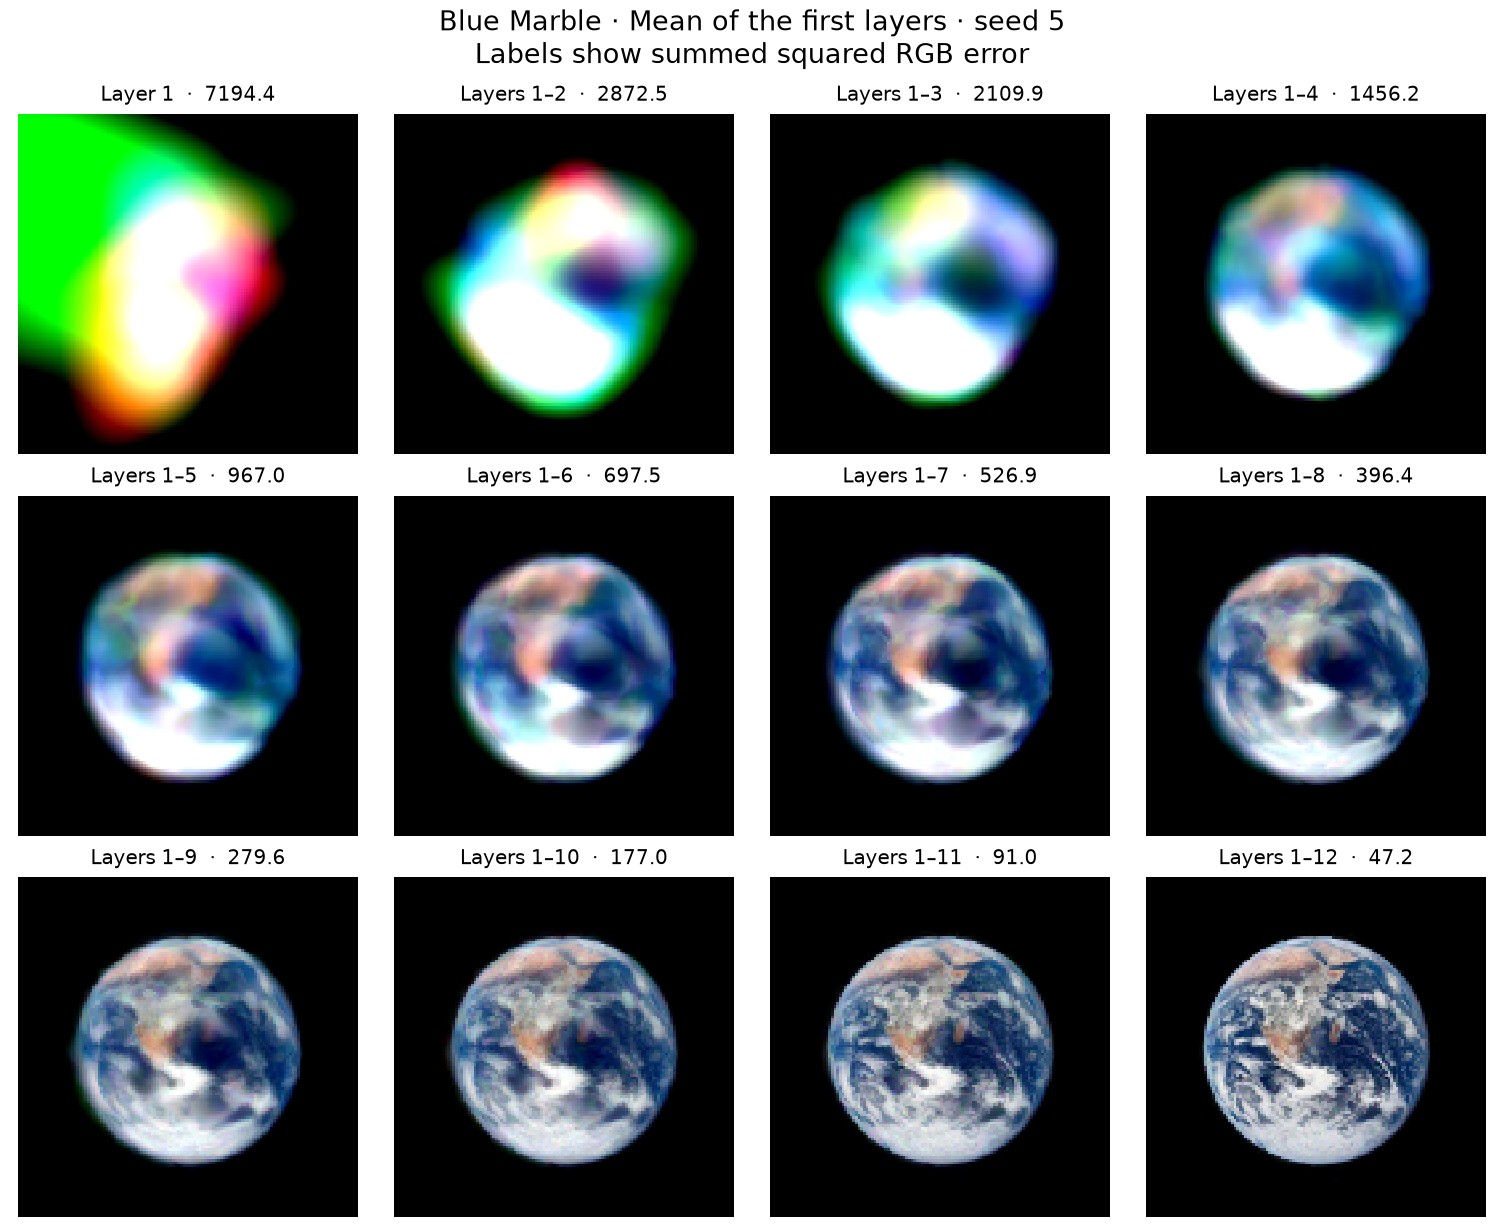 Blue Marble · Mean of the first layers · seed 5
Labels show summed squared RGB error
Layer 1 · 7194.4
Layers 1–2 · 2872.5
Layers 1–3 · 2109.9
Layers 1–4 · 1456.2
Layers 1–5 · 967.0
Layers 1–6 · 697.5
Layers 1–7 · 526.9
Layers 1–8 · 396.4
Layers 1–9 · 279.6
Layers 1–10 · 177.0
Layers 1–11 · 91.0
Layers 1–12 · 47.2